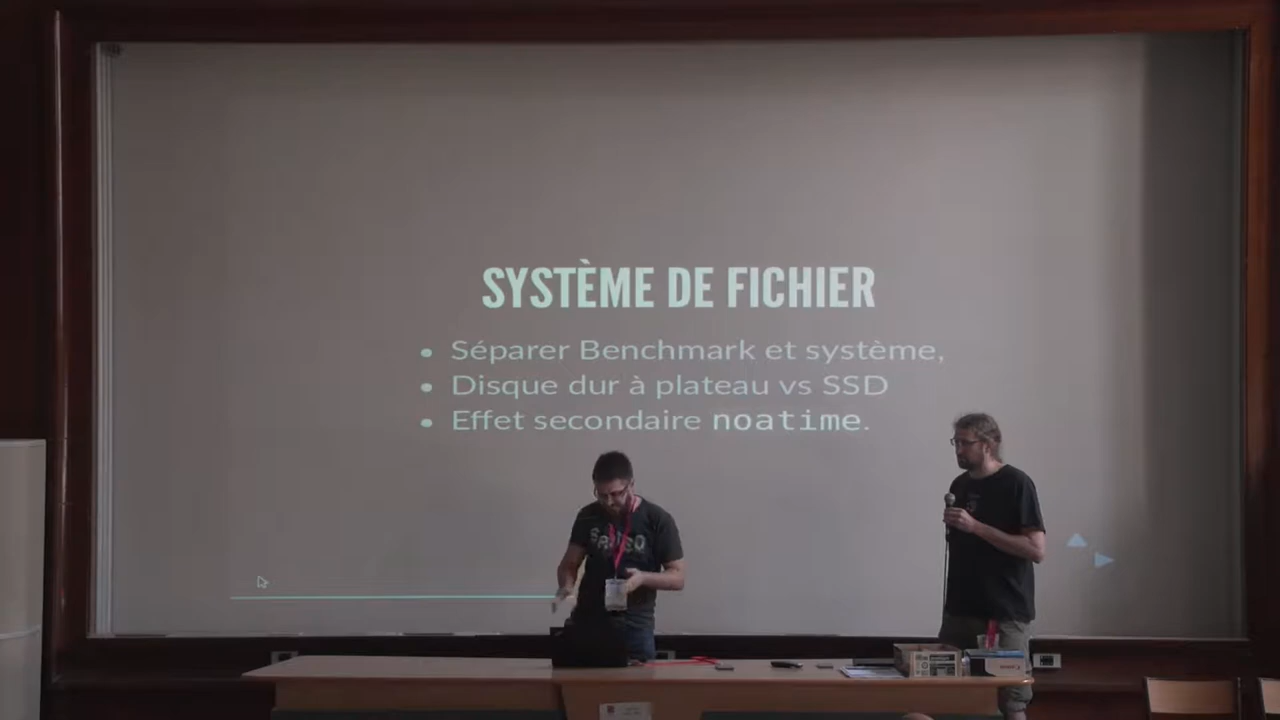 SYSTÈME DE FICHIER
Séparer Benchmark et système,
Disque dur à plateau vs SSD
Effet secondaire noatime.